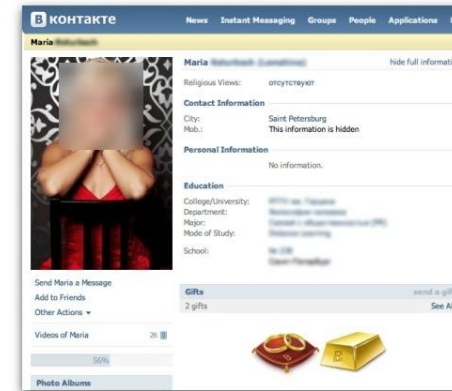 В контакте
News Instant Messaging Groups People Applications
Maria
Maria hide full informati
Religious Views: отсутствуют
Contact Information
City: Saint Petersburg
Mob.: This information is hidden
Personal Information
No information.
Education
College/University:
Department:
Major:
Mode of Study:
School:
Send Maria a Message
Add to Friends
Other Actions
Videos of Maria 26
56%
Photo Albums
Gifts send a gif
2 gifts See Al
В
В